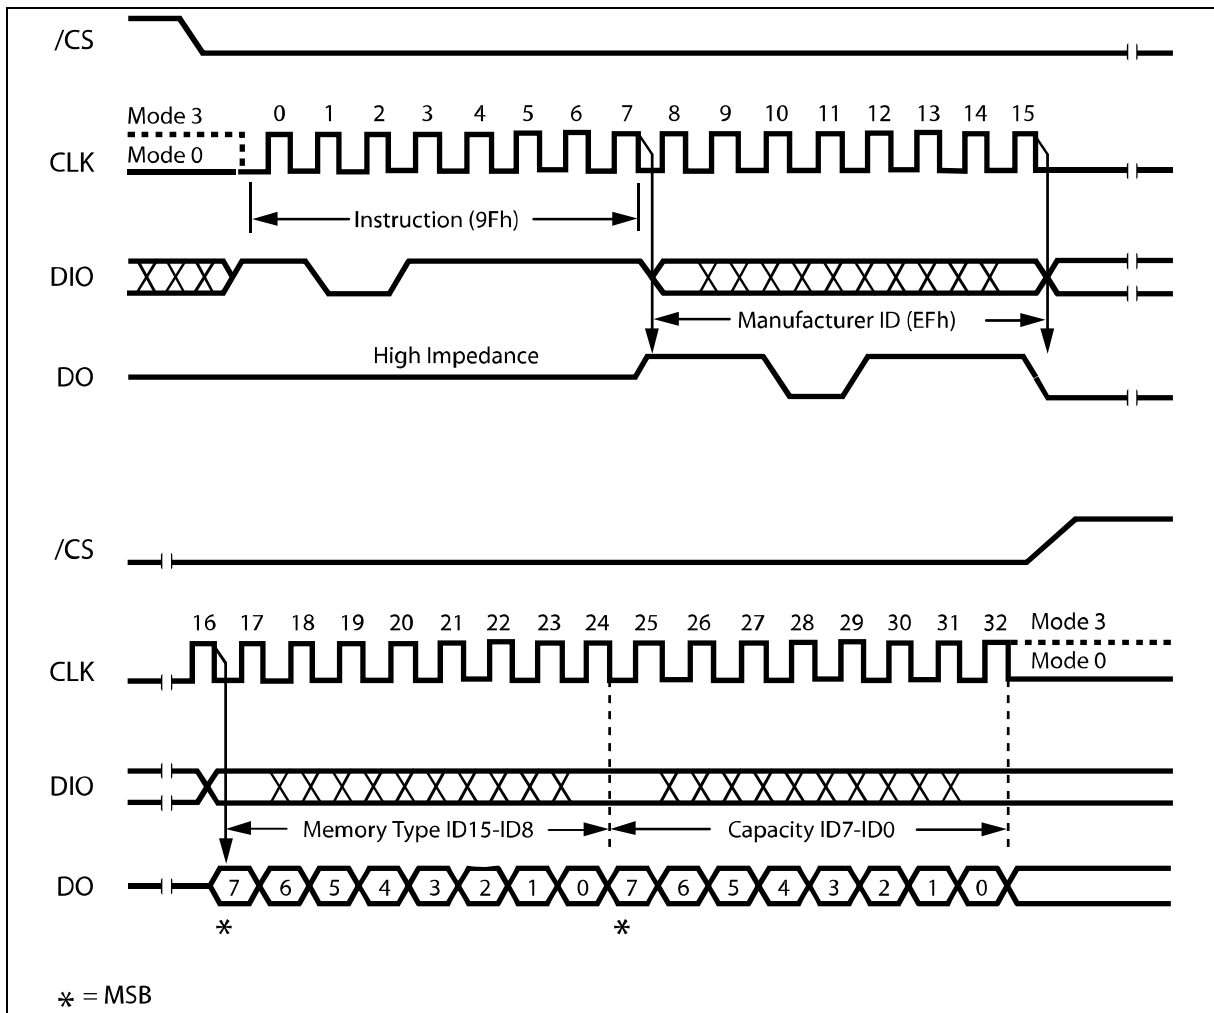 /CS
Mode 3
0 1 2 3 4 5 6 7 8 9 10 11 12 13 14 15
CLK
Mode 0
Instruction (9Fh)
DIO
Manufacturer ID (EFh)
High Impedance
DO
/CS
16 17 18 19 20 21 22 23 24 25 26 27 28 29 30 31 32
Mode 3
CLK
Mode 0
DIO
Memory Type ID15-ID8
Capacity ID7-ID0
DO
7 6 5 4 3 2 1 0 7 6 5 4 3 2 1 0
* *
* = MSB